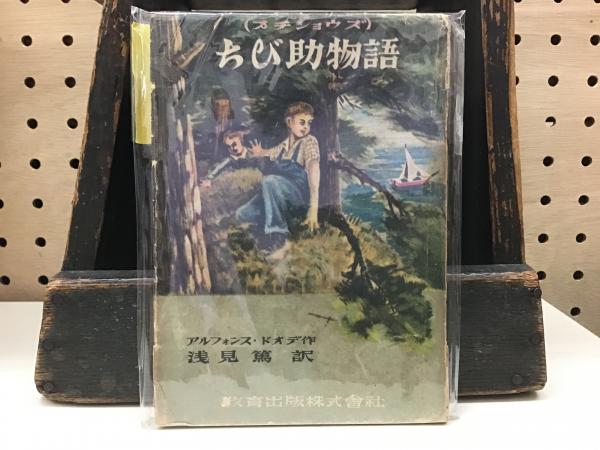 (プチショウズ)
ちび助物語
アルフォンス・ドオデ作
浅見篤訳
教育出版株式會社